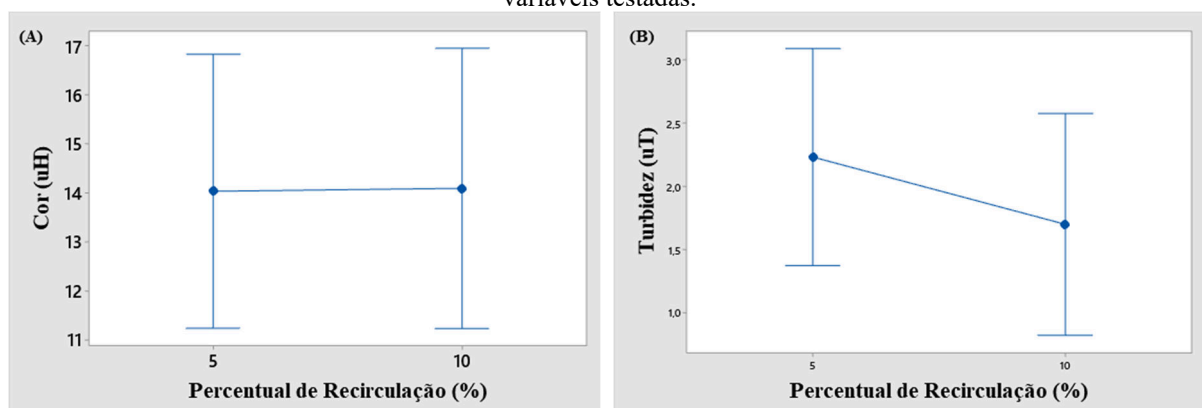 variáveis testadas.
(A)
17
16
15
14
13
12
11
Cor (uH)
5 10
Percentual de Recirculação (%)
(B)
3,0
2,5
2,0
1,5
1,0
Turbidez (uT)
5 10
Percentual de Recirculação (%)